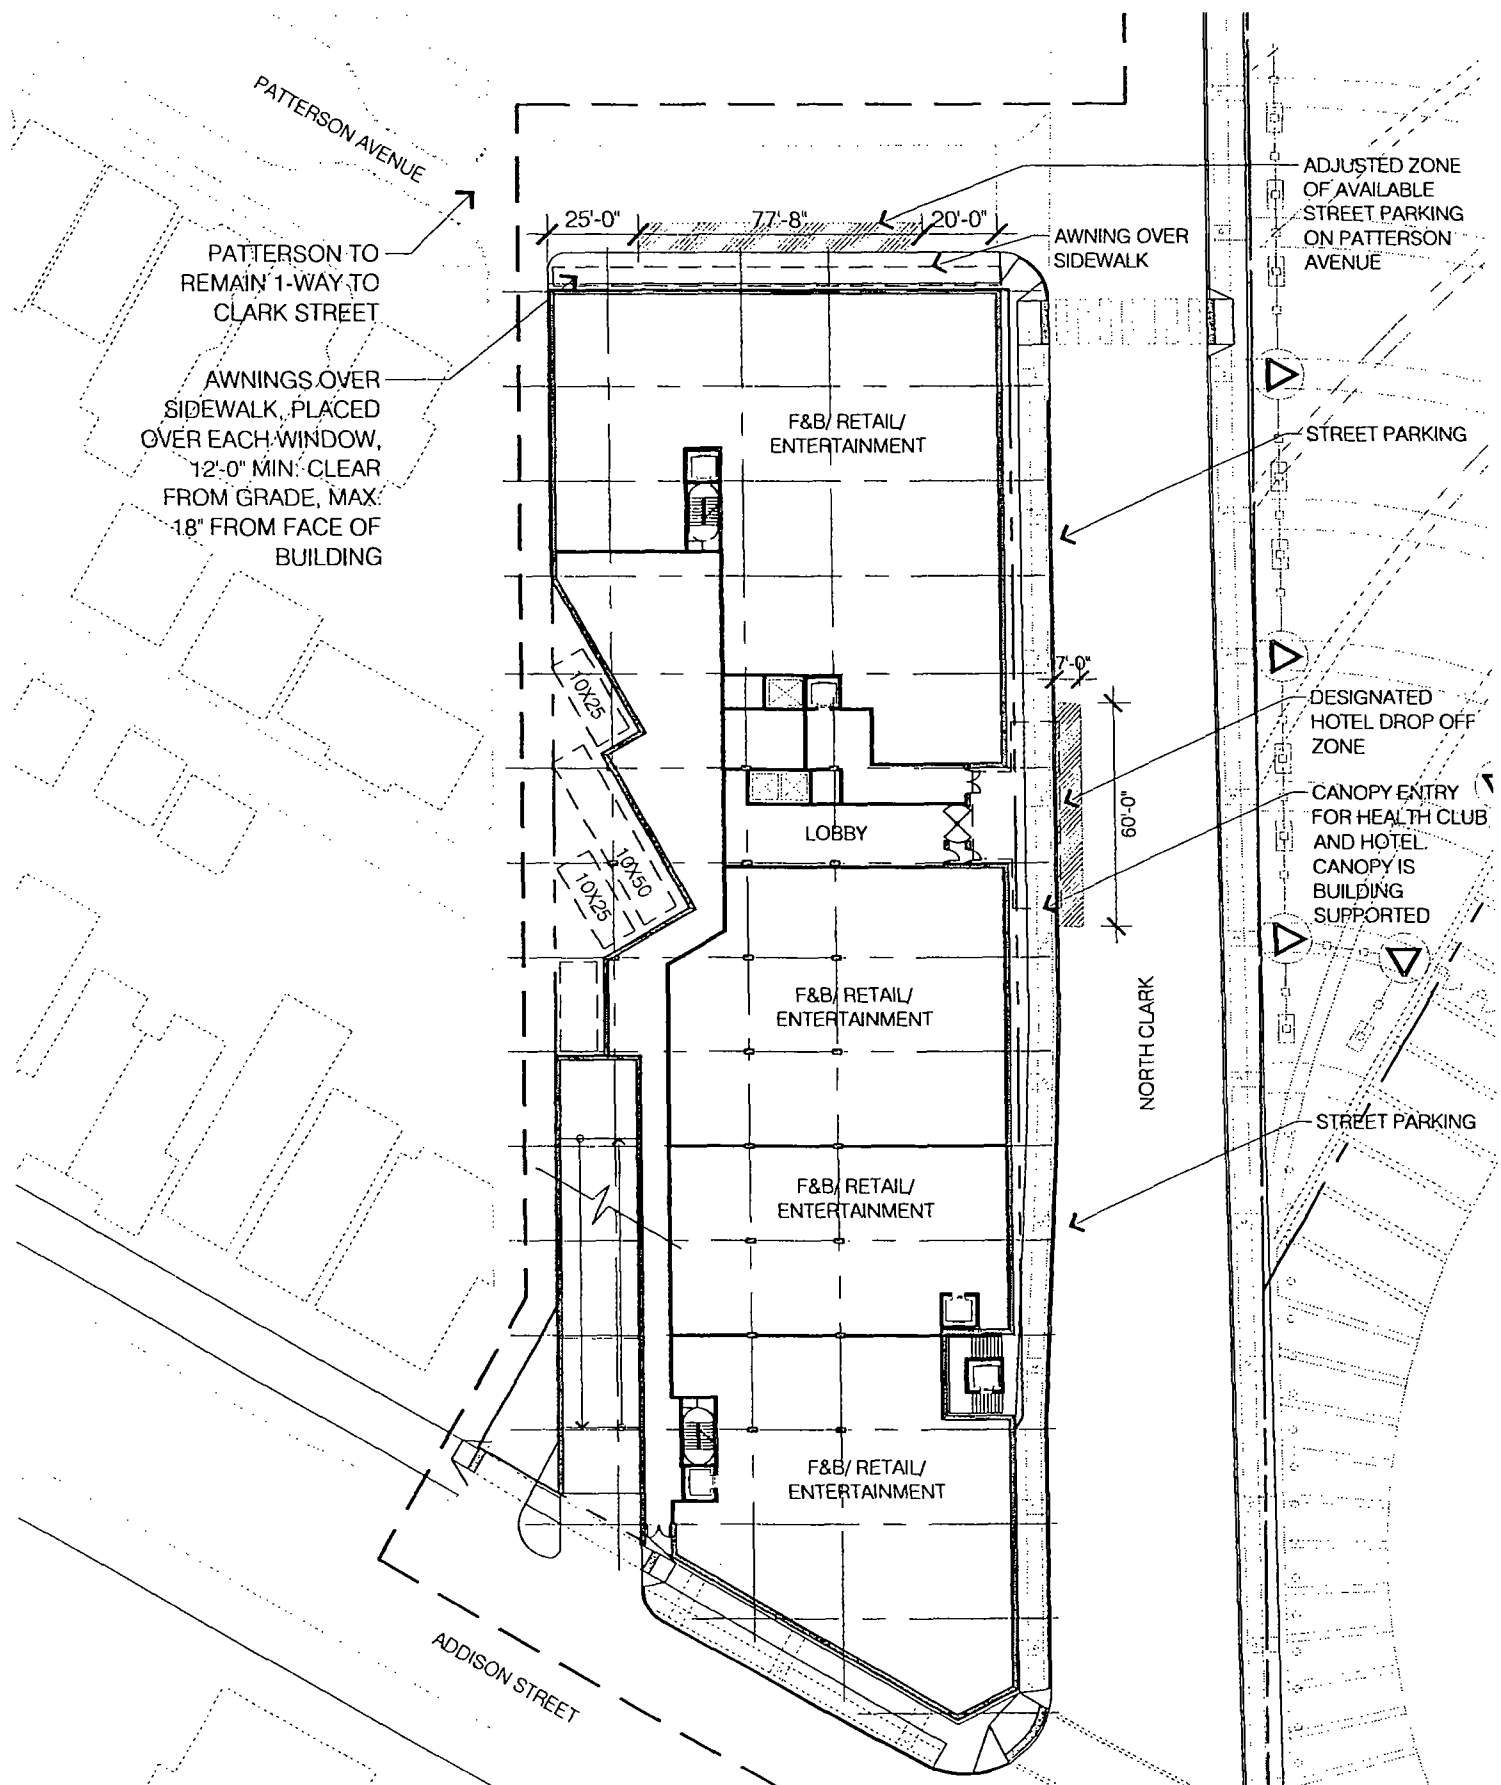 PATTERSON AVENUE
PATTERSON TO
REMAIN 1-WAY TO
CLARK STREET
25'-0"
77'-8"
20'-0"
ADJUSTED ZONE
OF AVAILABLE
STREET PARKING
ON PATTERSON
AVENUE
AWNING OVER
SIDEWALK
AWNINGS OVER
SIDEWALK, PLACED
OVER EACH WINDOW,
12'-0" MIN. CLEAR
FROM GRADE, MAX.
18" FROM FACE OF
BUILDING
F&B/ RETAIL/
ENTERTAINMENT
STREET PARKING
7'-0"
10X25
DESIGNATED
HOTEL DROP OFF
ZONE
60'-0"
CANOPY ENTRY
FOR HEALTH CLUB
AND HOTEL.
CANOPY IS
BUILDING
SUPPORTED
LOBBY
10X50
10X25
F&B/ RETAIL/
ENTERTAINMENT
NORTH CLARK
STREET PARKING
F&B/ RETAIL/
ENTERTAINMENT
F&B/ RETAIL/
ENTERTAINMENT
ADDISON STREET